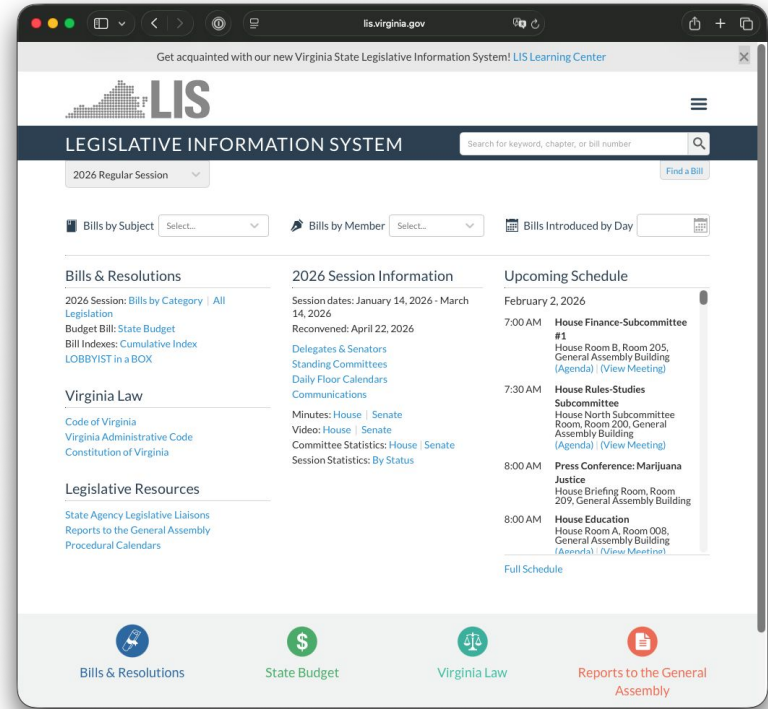 lis.virginia.gov
Get acquainted with our new Virginia State Legislative Information System! LIS Learning Center
LIS
LEGISLATIVE INFORMATION SYSTEM
Search for keyword, chapter, or bill number
2026 Regular Session
Find a Bill
Bills by Subject
Select...
Bills by Member
Select...
Bills Introduced by Day
Bills & Resolutions
2026 Session: Bills by Category | All
Legislation
Budget Bill: State Budget
Bill Indexes: Cumulative Index
LOBBYIST in a BOX
Virginia Law
Code of Virginia
Virginia Administrative Code
Constitution of Virginia
Legislative Resources
State Agency Legislative Liaisons
Reports to the General Assembly
Procedural Calendars
2026 Session Information
Session dates: January 14, 2026 - March
14, 2026
Reconvened: April 22, 2026
Delegates & Senators
Standing Committees
Daily Floor Calendars
Communications
Minutes: House | Senate
Video: House | Senate
Committee Statistics: House | Senate
Session Statistics: By Status
Upcoming Schedule
February 2, 2026
7:00 AM House Finance-Subcommittee
#1
House Room B, Room 205,
General Assembly Building
(Agenda) | (View Meeting)
7:30 AM House Rules-Studies
Subcommittee
House North Subcommittee
Room, Room 200, General
Assembly Building
(Agenda) | (View Meeting)
8:00 AM Press Conference: Marijuana
Justice
House Briefing Room, Room
209, General Assembly Building
8:00 AM House Education
House Room A, Room 008,
General Assembly Building
(Agenda) | (View Meeting)
Full Schedule
Bills & Resolutions
$
State Budget
Virginia Law
Reports to the General
Assembly